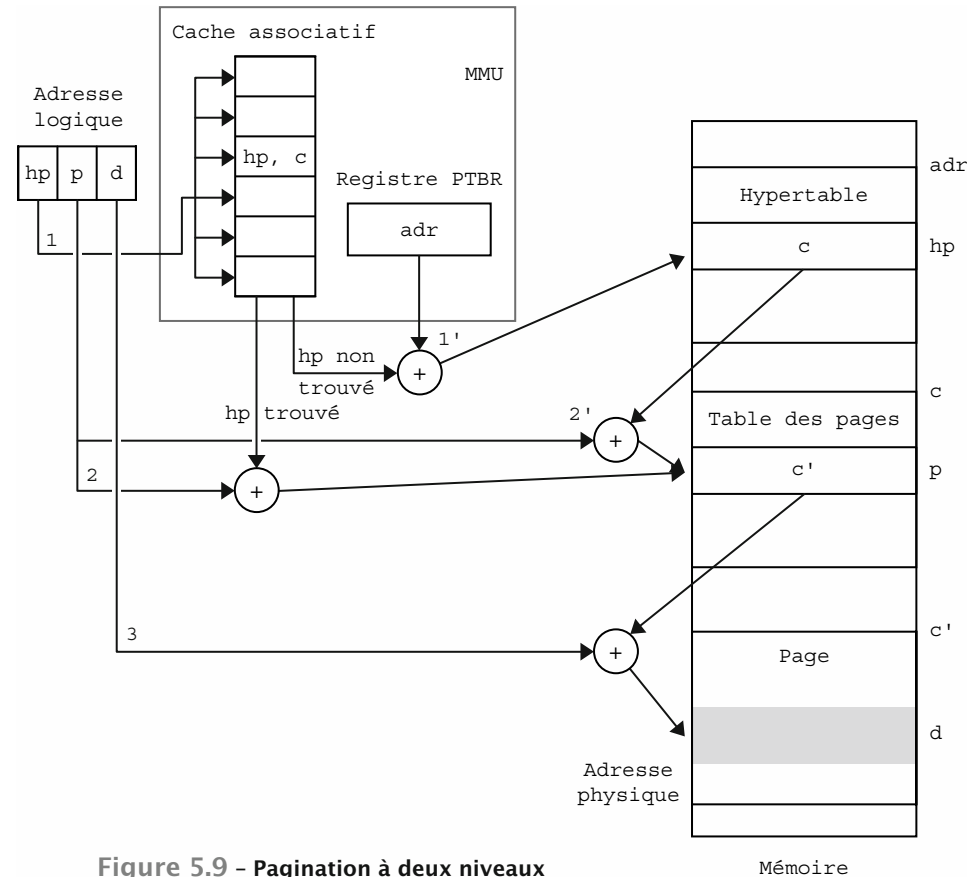 Cache associatif
MMU
Adresse
logique
hp p d
hp, c
Registre PTBR
adr
adr
Hypertable
c
hp
1
1'
+
hp non
trouvé
hp trouvé
c
Table des pages
2'
+
c'
p
2
+
c'
3
+
Page
d
Adresse
physique
Figure 5.9 – Pagination à deux niveaux
Mémoire